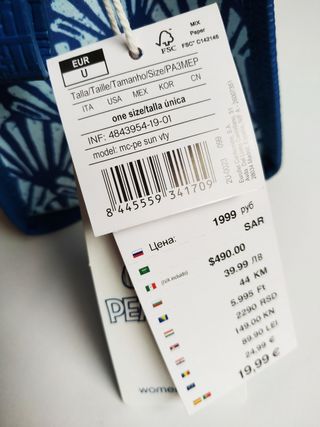 EUR
U
FSC
MIX
Paper
FSC® C142146
Talla/Taille/Tamanho/Size/РАЗМЕР
ITA USA MEX KOR CN
one size/talla única
INF: 4843954-19-01
model: mc-pe sun vty
8 445559 341709
Цена: 1999 руб
SAR
(IVA incluido) $490.00
39.99 ЛВ
44 KM
5.995 FT
2290 RSD
149.00 KN
89.90 LEI
24.99 €
19.99 €
women